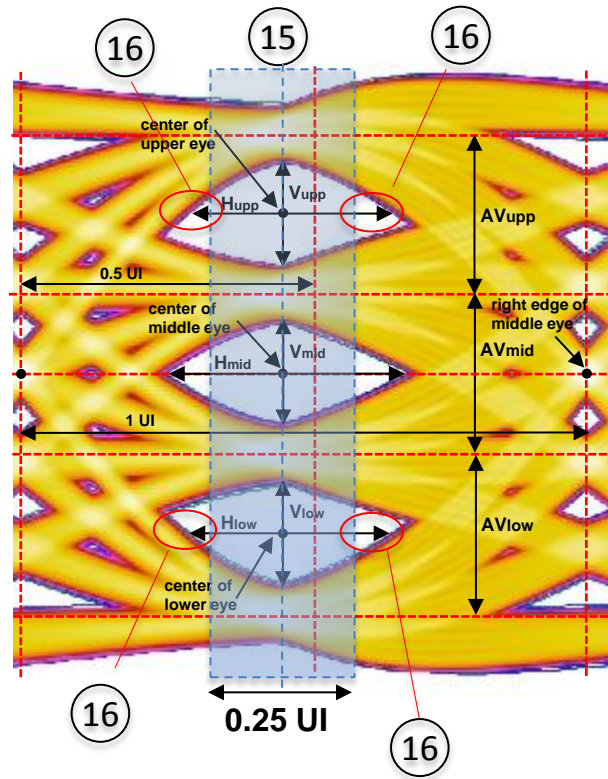 16
15
16
center of
upper eye
Vupp
Hupp
AVupp
0.5 UI
center of
middle eye
right edge of
middle eye
Vmid
AVmid
Hmid
1 UI
Vlow
Hlow
AVlow
center of
lower eye
16
0.25 UI
16